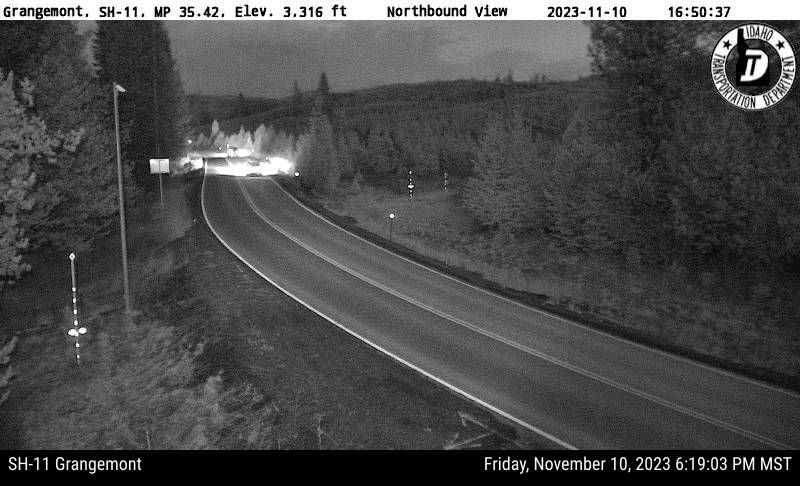 Grangemont, SH-11, MP 35.42, Elev. 3,316 ft Northbound View 2023-11-10 16:50:37
IDAHO
TRANSPORTATION DEPARTMENT
SH-11 Grangemont Friday, November 10, 2023 6:19:03 PM MST